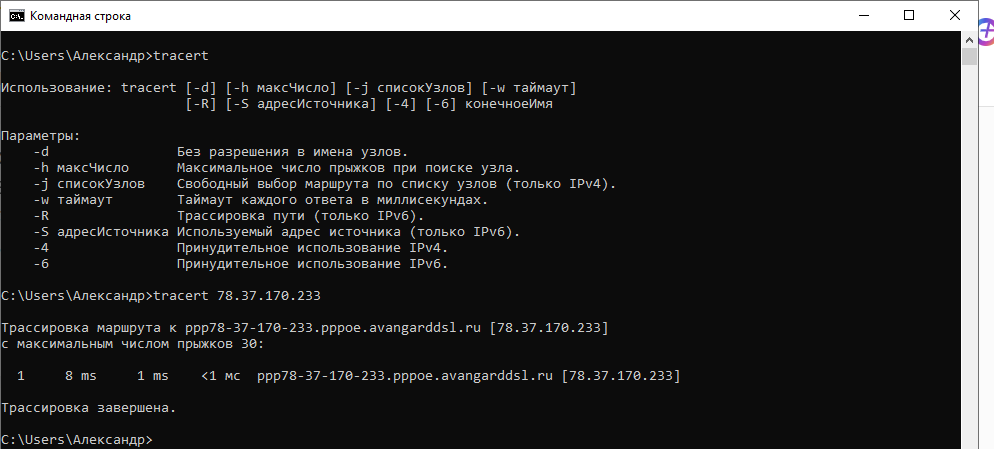 Командная строка
C:\Users\Александр>tracert
Использование: tracert [-d] [-h максЧисло] [-j списокУзлов] [-w таймаут]
[-R] [-S адресИсточника] [-4] [-6] конечноеИмя
Параметры:
-d Без разрешения в имена узлов.
-h максЧисло Максимальное число прыжков при поиске узла.
-j списокУзлов Свободный выбор маршрута по списку узлов (только IPv4).
-w таймаут Таймаут каждого ответа в миллисекундах.
-R Трассировка пути (только IPv6).
-S адресИсточника Используемый адрес источника (только IPv6).
-4 Принудительное использование IPv4.
-6 Принудительное использование IPv6.
C:\Users\Александр>tracert 78.37.170.233
Трассировка маршрута к ppp78-37-170-233.pppoe.avangarddsl.ru [78.37.170.233]
с максимальным числом прыжков 30:
1 8 ms 1 ms <1 мс ppp78-37-170-233.pppoe.avangarddsl.ru [78.37.170.233]
Трассировка завершена.
C:\Users\Александр>